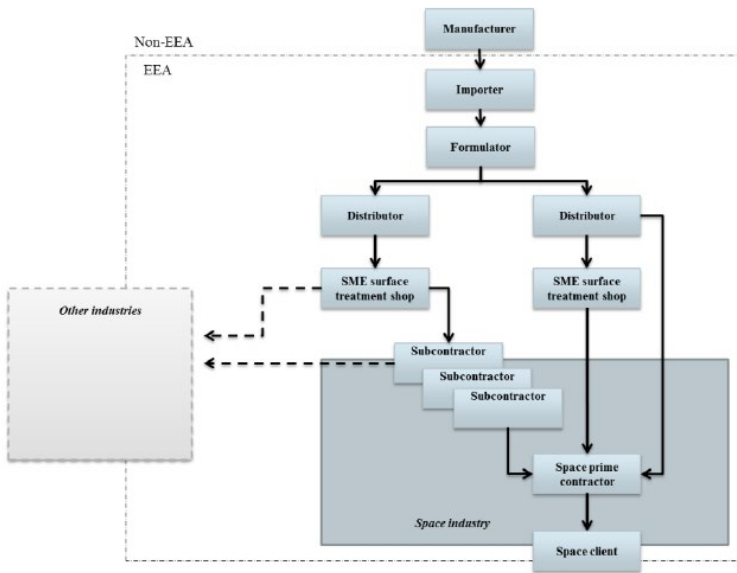 Manufacturer
Non-EEA
EEA
Importer
Formulator
Distributor
Distributor
SME surface
treatment shop
SME surface
treatment shop
Other industries
Subcontractor
Subcontractor
Subcontractor
Space prime
contractor
Space industry
Space client